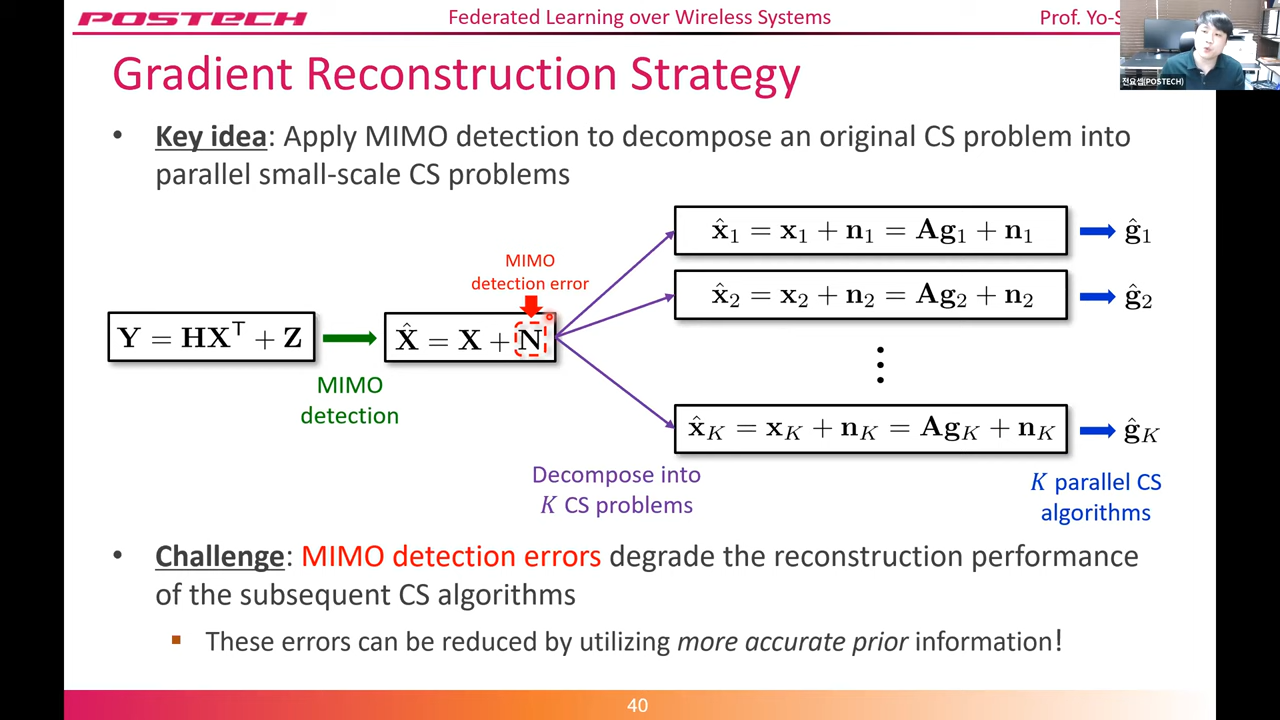 POSTECH
Federated Learning over Wireless Systems
Prof. Yo-S
전요셉(POSTECH)
Gradient Reconstruction Strategy
• Key idea: Apply MIMO detection to decompose an original CS problem into
parallel small-scale CS problems
x̂₁ = x₁ + n₁ = Ag₁ + n₁
ĝ₁
MIMO
detection error
x̂₂ = x₂ + n₂ = Ag₂ + n₂
ĝ₂
Y = HX⊤ + Z
X̂ = X + N
⋮
MIMO
detection
x̂_K = x_K + n_K = Ag_K + n_K
ĝ_K
Decompose into
K CS problems
K parallel CS
algorithms
• Challenge: MIMO detection errors degrade the reconstruction performance
of the subsequent CS algorithms
▪ These errors can be reduced by utilizing more accurate prior information!
40